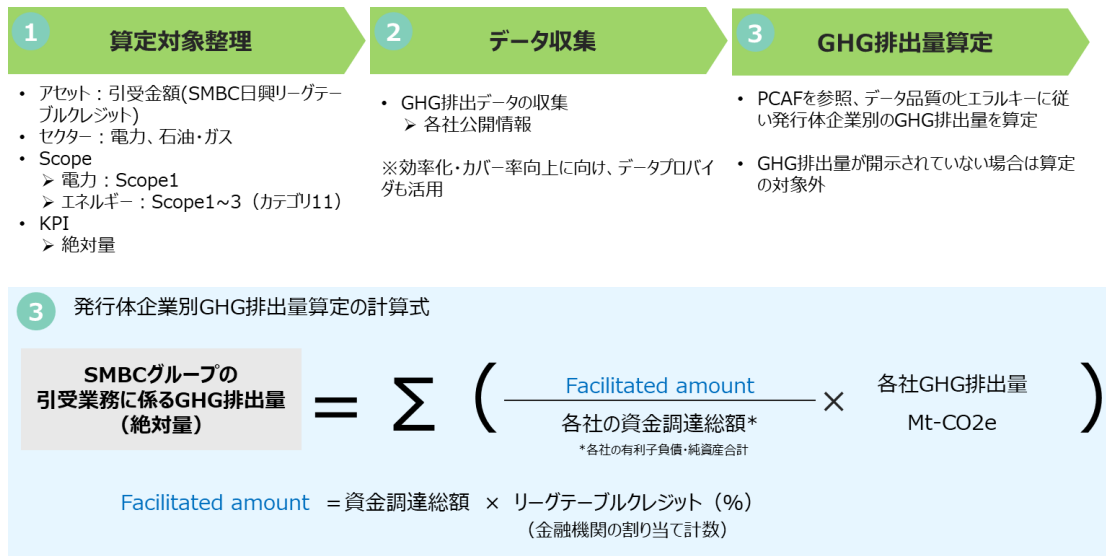 1
算定対象整理
• アセット：引受金額(SMBC日興リーグテー
ブルクレジット)
• セクター：電力、石油・ガス
• Scope
➢ 電力：Scope1
➢ エネルギー：Scope1~3（カテゴリ11）
• KPI
➢ 絶対量
2
データ収集
• GHG排出データの収集
➢ 各社公開情報
※効率化・カバー率向上に向け、データプロバイ
ダも活用
3
GHG排出量算定
• PCAFを参照、データ品質のヒエラルキーに従
い発行体企業別のGHG排出量を算定
• GHG排出量が開示されていない場合は算定
の対象外
3 発行体企業別GHG排出量算定の計算式
SMBCグループの
引受業務に係るGHG排出量
（絶対量）
= Σ (
Facilitated amount
各社の資金調達総額*
*各社の有利子負債・純資産合計
×
各社GHG排出量
Mt-CO2e
)
Facilitated amount ＝資金調達総額 × リーグテーブルクレジット（%）
（金融機関の割り当て計数）